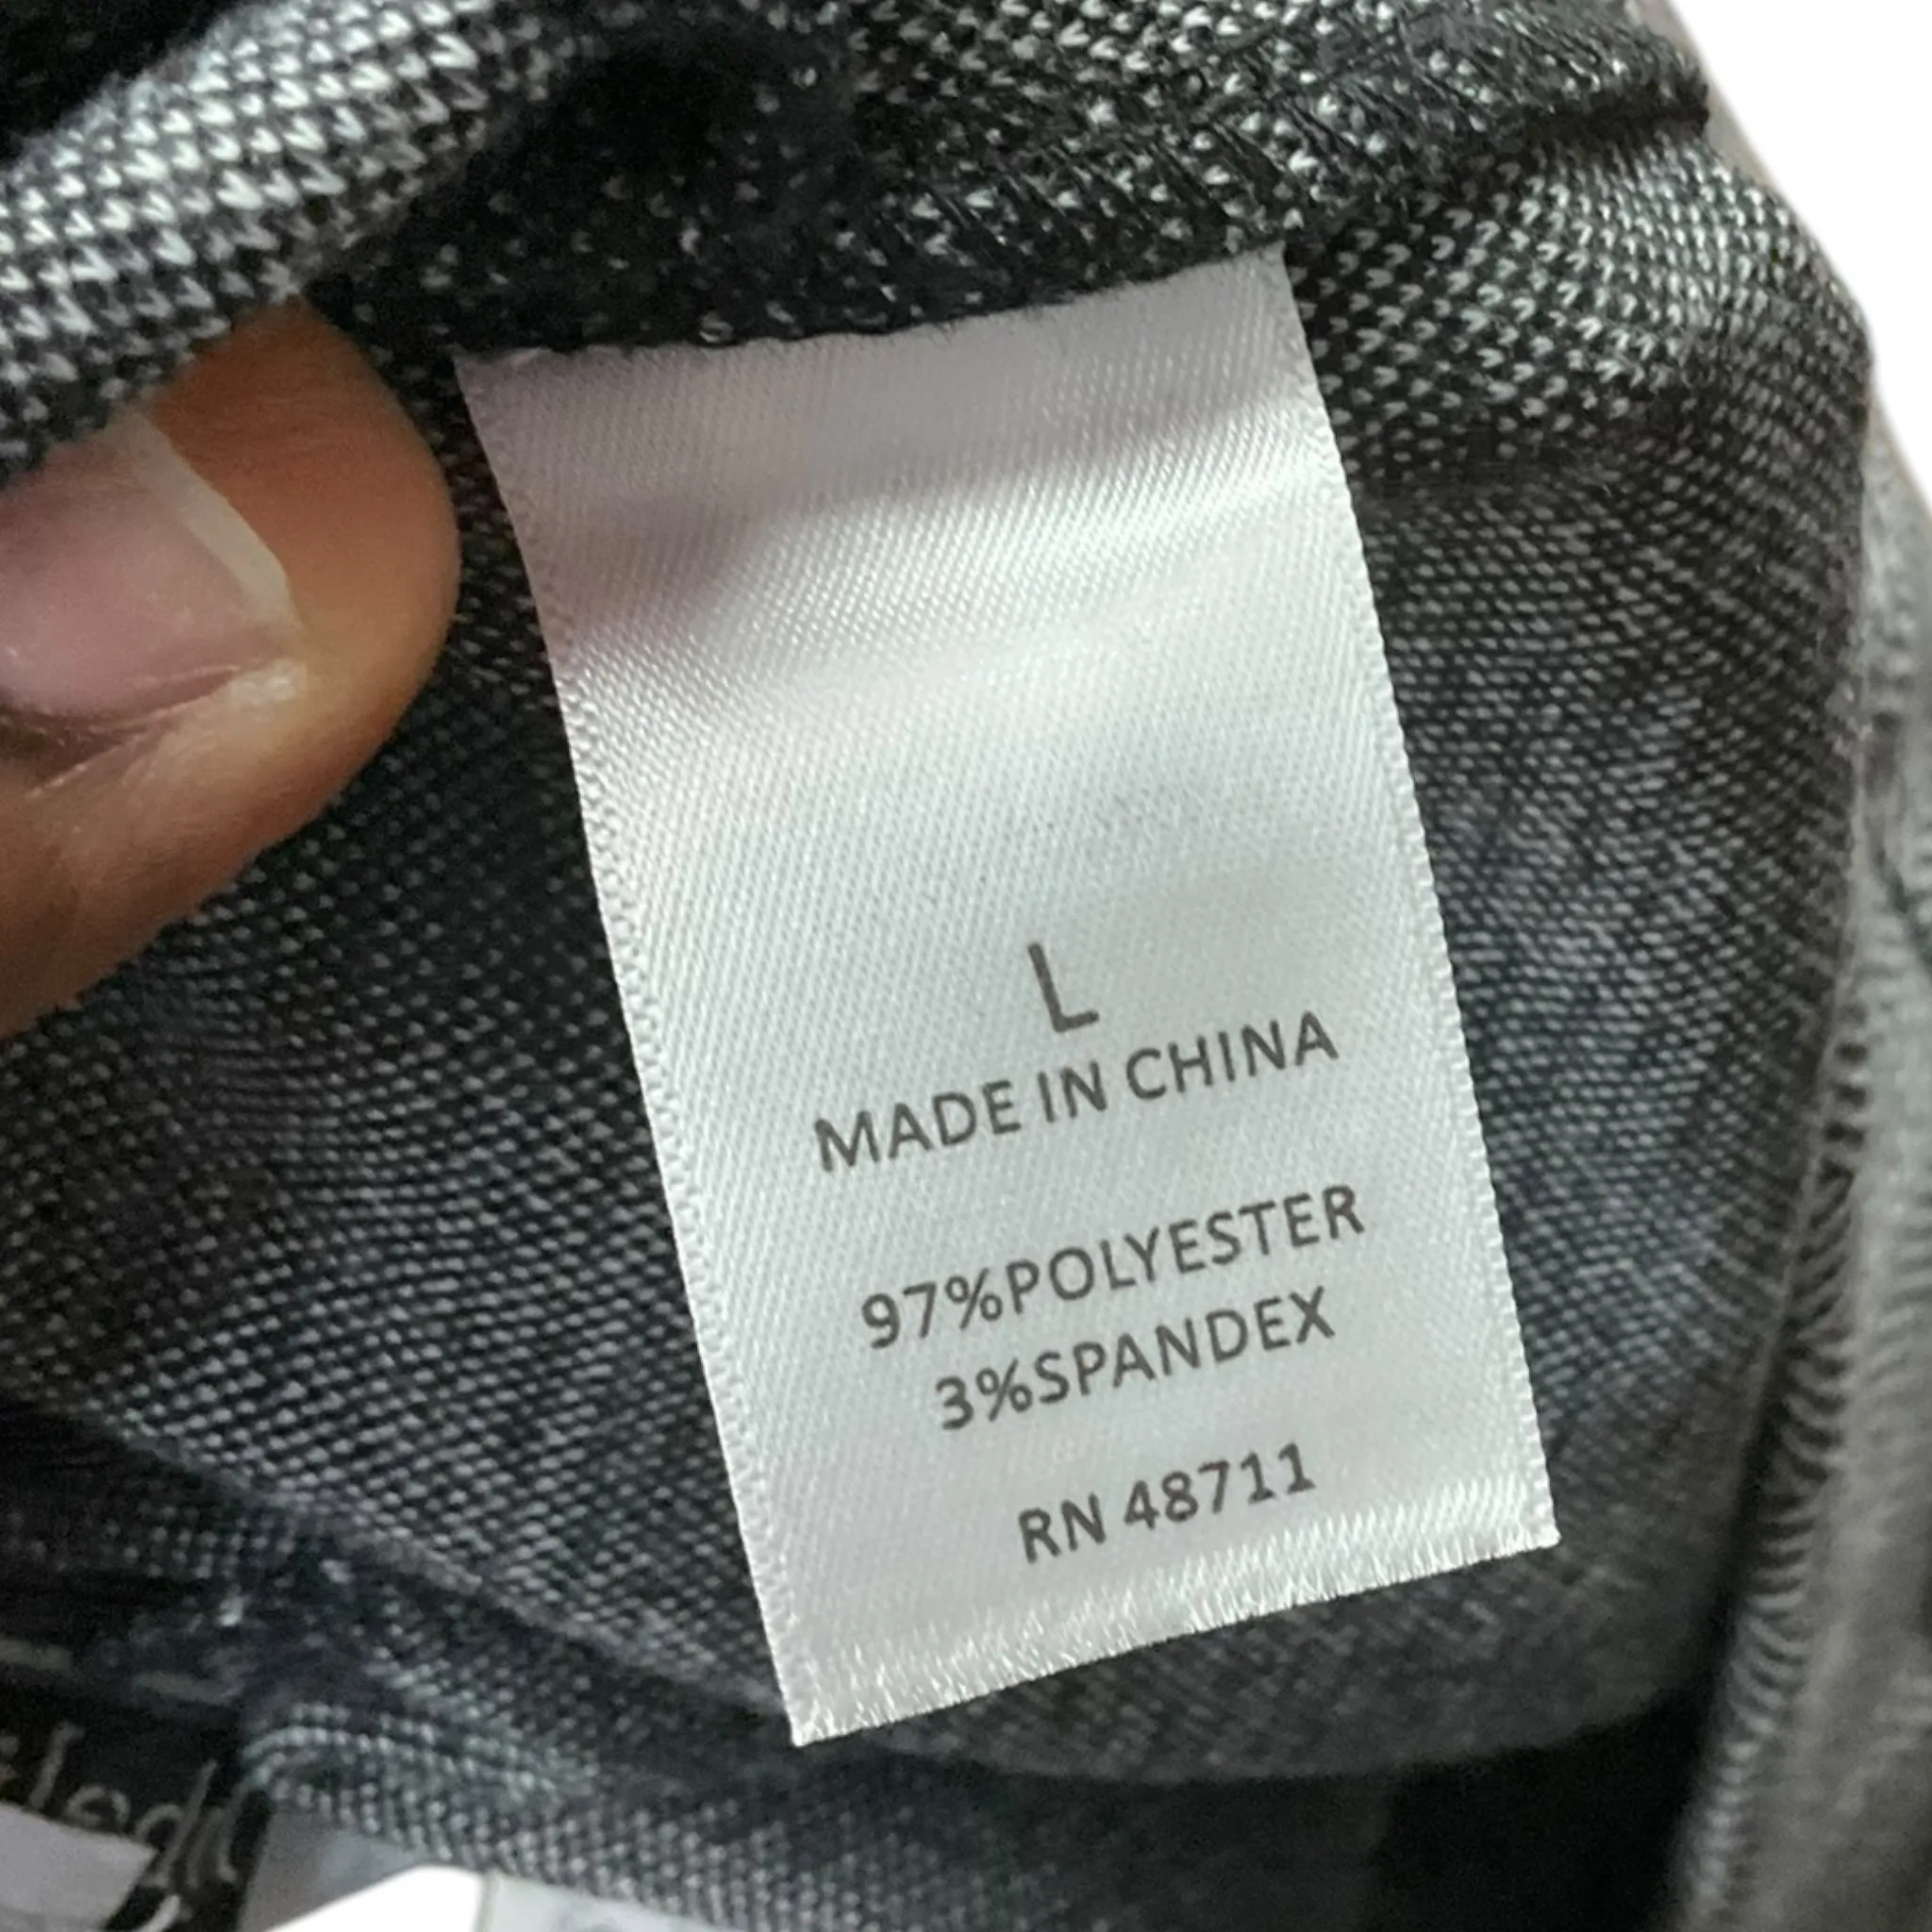 L
MADE IN CHINA
97%POLYESTER
3%SPANDEX
RN 48711